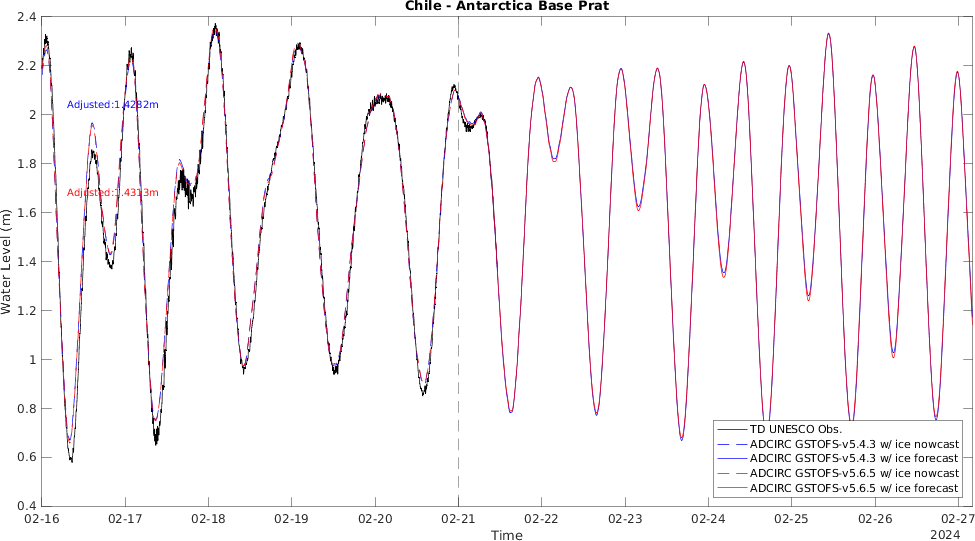 Chile - Antarctica Base Prat
2.4
2.2
2
1.8
1.6
1.4
1.2
1
0.8
0.6
0.4
Water Level (m)
Adjusted:1.4282m
Adjusted:1.4313m
TD UNESCO Obs.
ADCIRC GSTOFS-v5.4.3 w/ ice nowcast
ADCIRC GSTOFS-v5.4.3 w/ ice forecast
ADCIRC GSTOFS-v5.6.5 w/ ice nowcast
ADCIRC GSTOFS-v5.6.5 w/ ice forecast
02-16 02-17 02-18 02-19 02-20 02-21 02-22 02-23 02-24 02-25 02-26 02-27
Time
2024